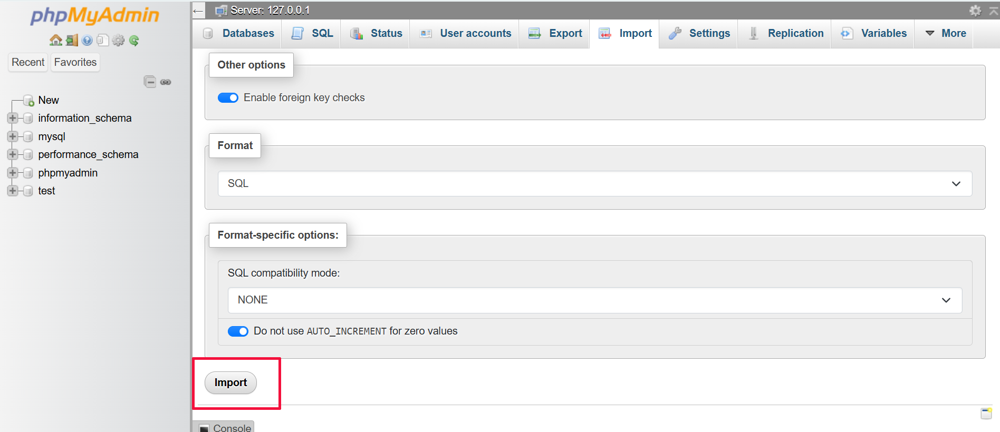 phpMyAdmin
Recent Favorites
New
information_schema
mysql
performance_schema
phpmyadmin
test
Server: 127.0.0.1
Databases SQL Status User accounts Export Import Settings Replication Variables More
Other options
Enable foreign key checks
Format
SQL
Format-specific options:
SQL compatibility mode:
NONE
Do not use AUTO_INCREMENT for zero values
Import
Console